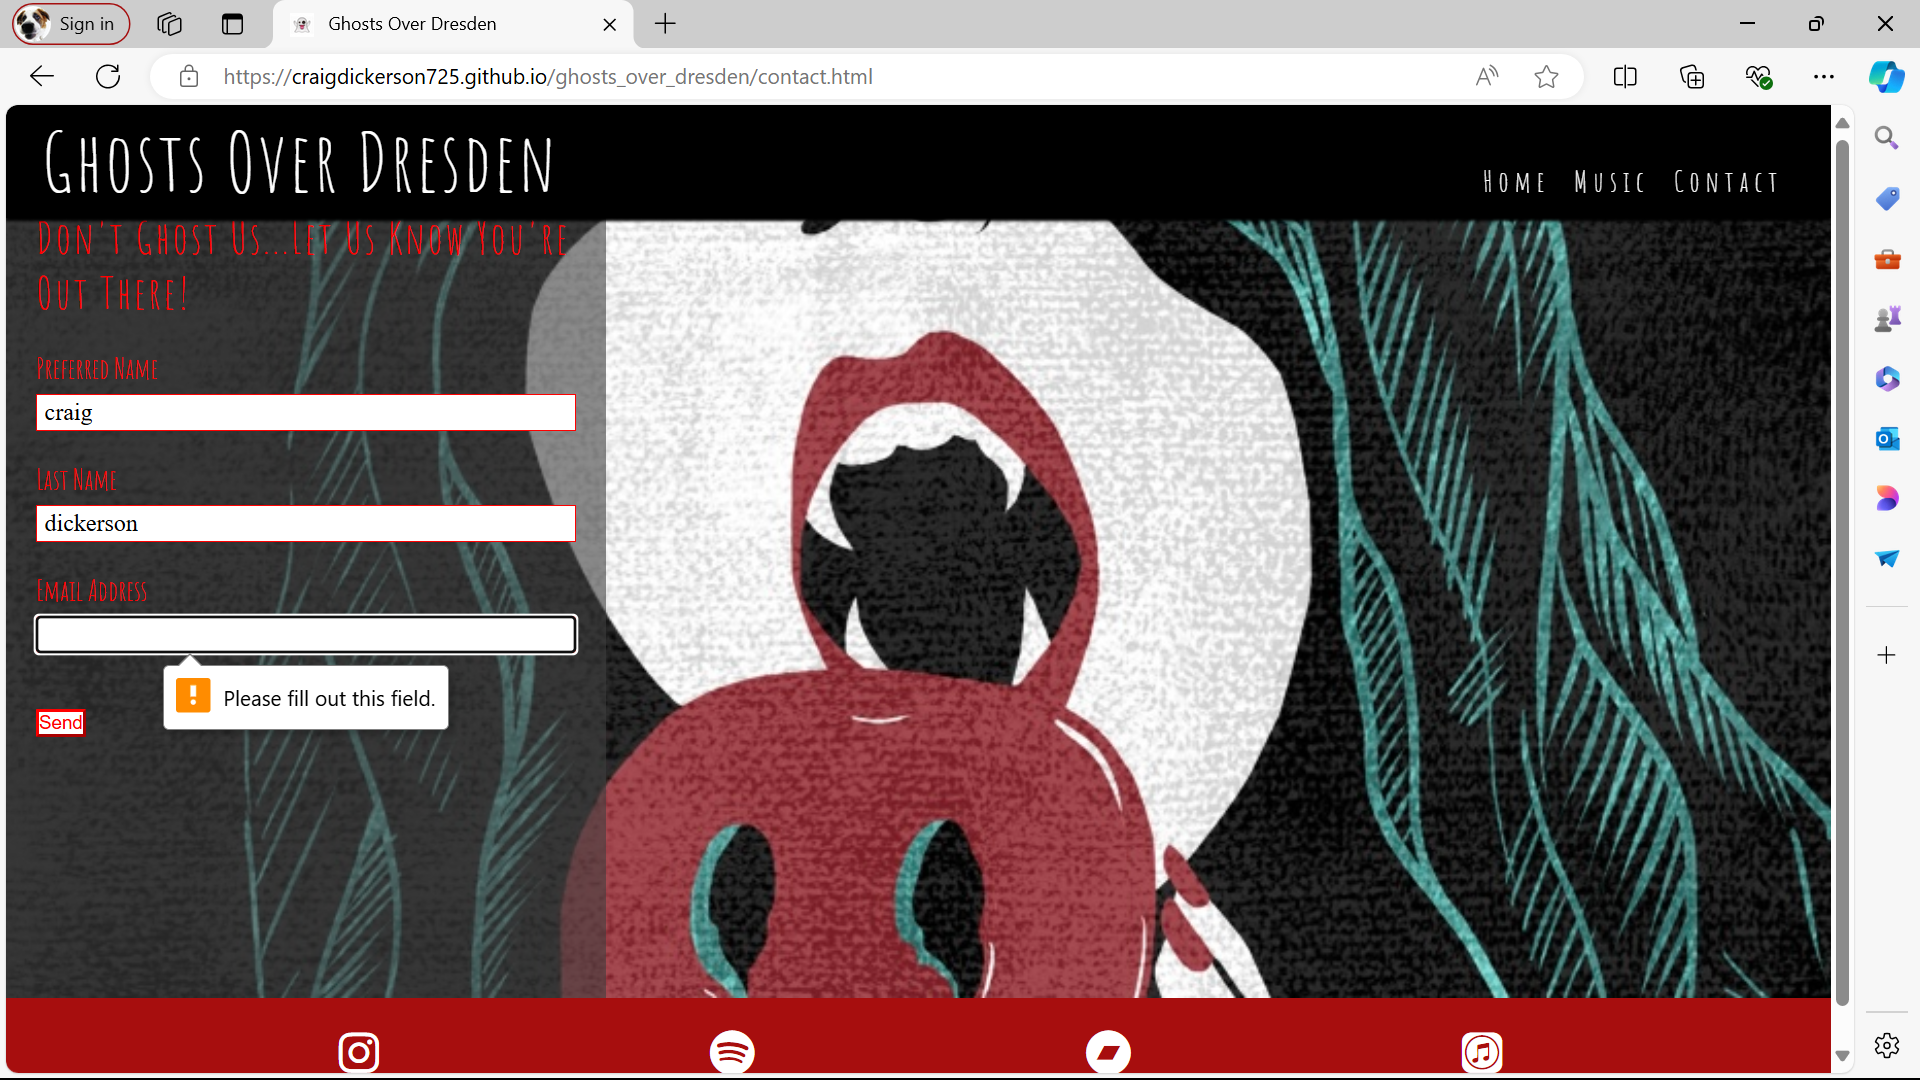 Sign in
Ghosts Over Dresden
https://craigdickerson725.github.io/ghosts_over_dresden/contact.html
Ghosts Over Dresden
Home Music Contact
Don't Ghost Us...Let Us Know You're
Out There!
Preferred Name
craig
Last Name
dickerson
Email Address
Please fill out this field.
Send